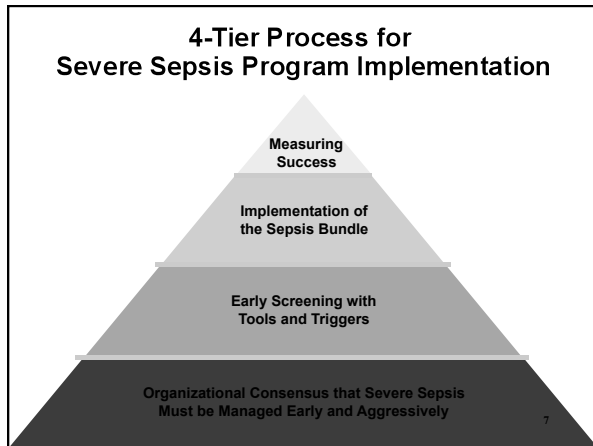 4-Tier Process for
Severe Sepsis Program Implementation
Measuring
Success
Implementation of
the Sepsis Bundle
Early Screening with
Tools and Triggers
Organizational Consensus that Severe Sepsis
Must be Managed Early and Aggressively
7